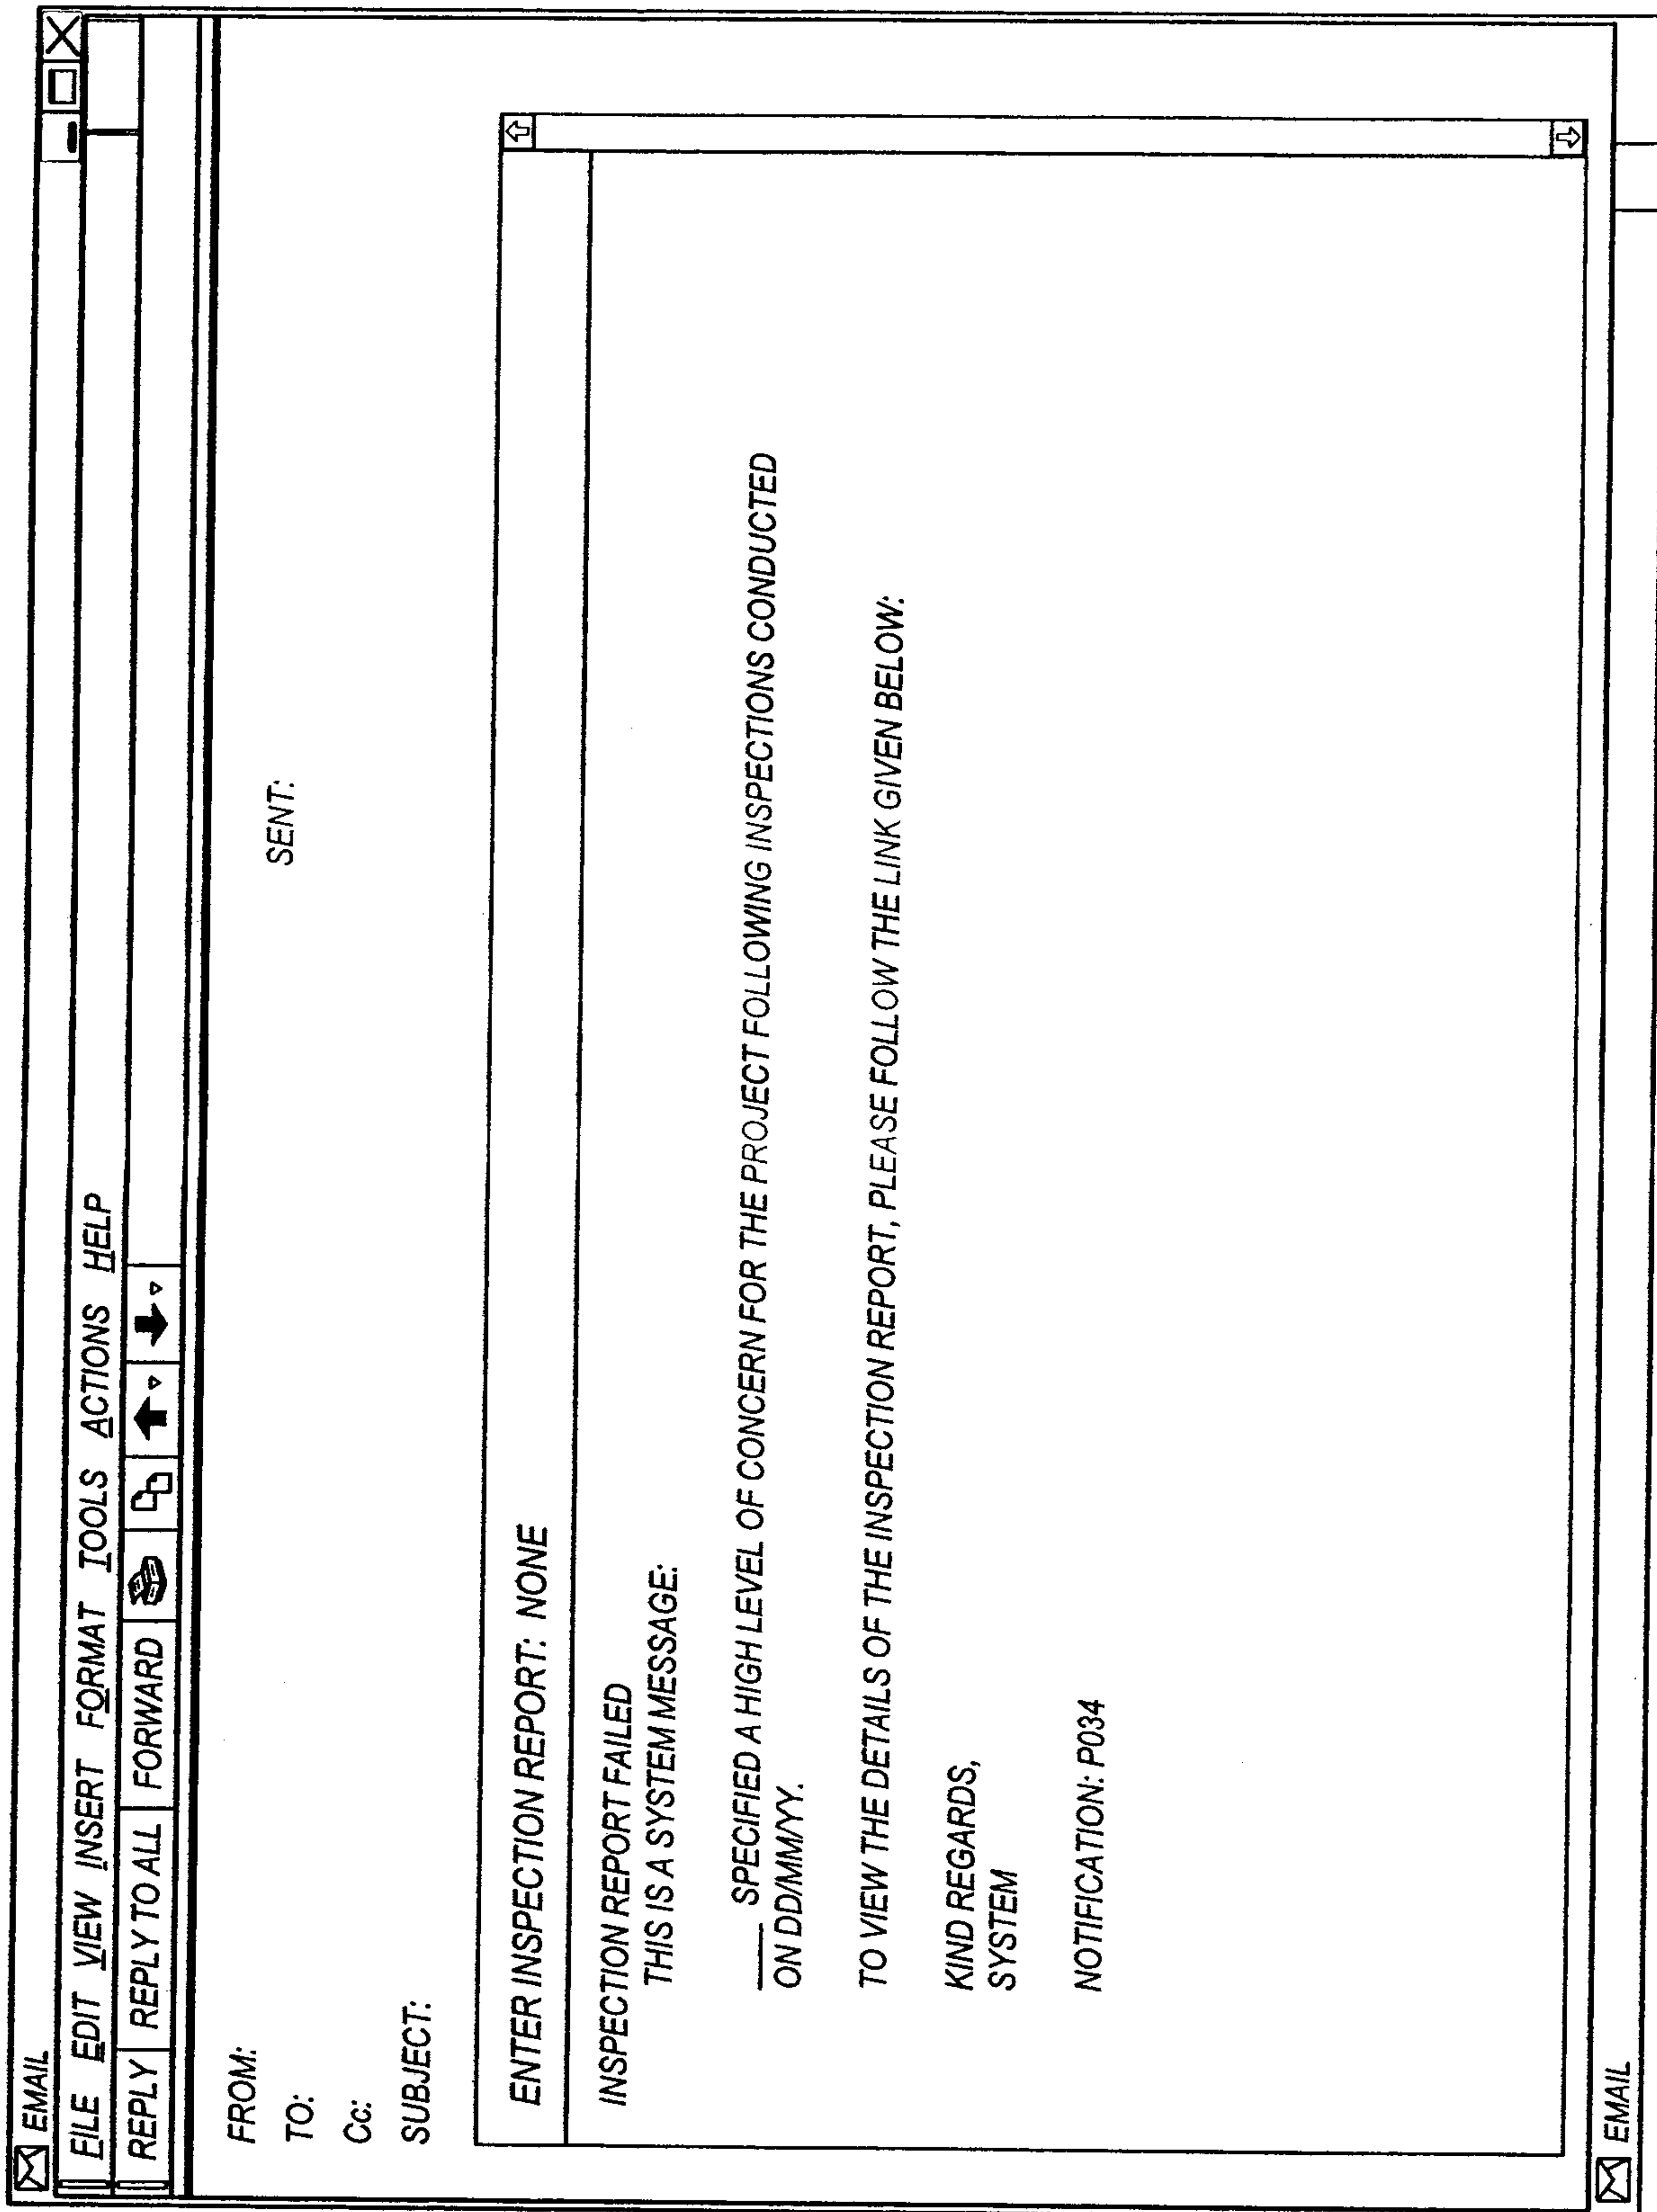 EMAIL
FILE EDIT VIEW INSERT FORMAT TOOLS ACTIONS HELP
REPLY REPLY TO ALL FORWARD
FROM:
SENT:
TO:
Cc:
SUBJECT:
ENTER INSPECTION REPORT: NONE
INSPECTION REPORT FAILED
THIS IS A SYSTEM MESSAGE:
____ SPECIFIED A HIGH LEVEL OF CONCERN FOR THE PROJECT FOLLOWING INSPECTIONS CONDUCTED
ON DD/MM/YY.
TO VIEW THE DETAILS OF THE INSPECTION REPORT, PLEASE FOLLOW THE LINK GIVEN BELOW:
KIND REGARDS,
SYSTEM
NOTIFICATION: P034
EMAIL